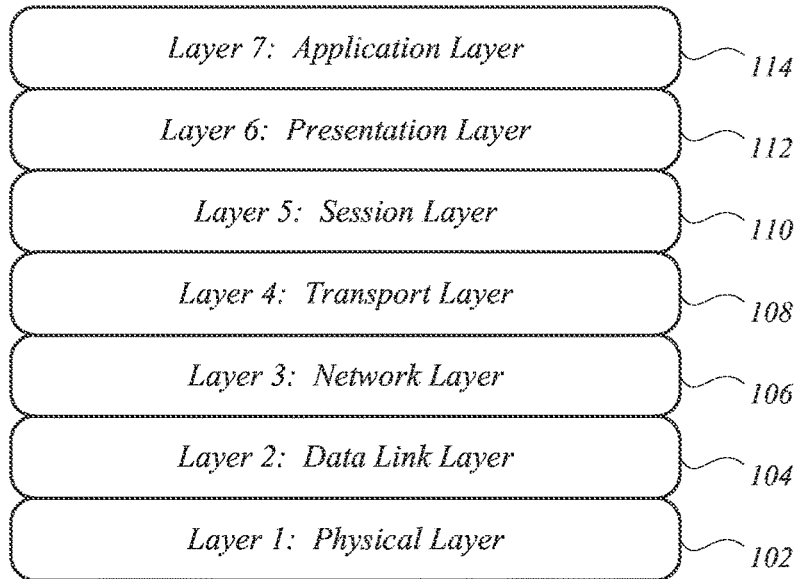 Layer 7: Application Layer
114
Layer 6: Presentation Layer
112
Layer 5: Session Layer
110
Layer 4: Transport Layer
108
Layer 3: Network Layer
106
Layer 2: Data Link Layer
104
Layer 1: Physical Layer
102